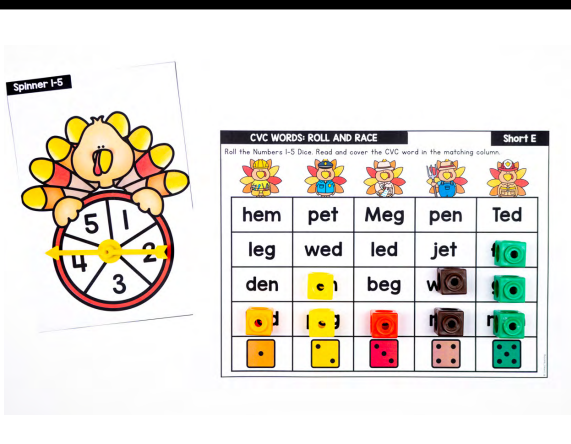 Spinner 1-5
5 1
4 2
3
CVC WORDS: ROLL AND RACE Short E
Roll the Numbers 1-5 Dice. Read and cover the CVC word in the matching column.
hem pet Meg pen Ted
leg wed led jet
den beg